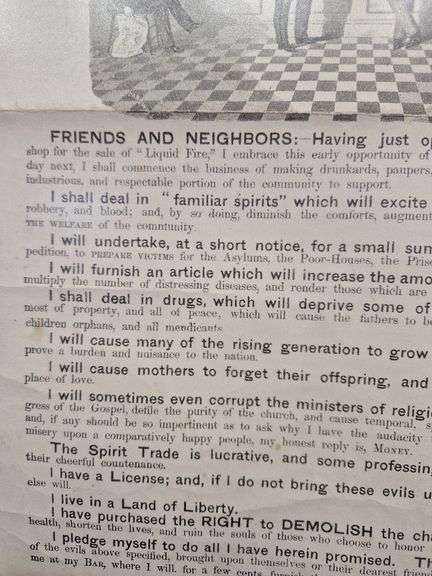 FRIENDS AND NEIGHBORS:—Having just op
shop for the sale of "Liquid Fire," I embrace this early opportunity of
day next, I shall commence the business of making drunkards, paupers,
industrious, and respectable portion of the community to support.
I shall deal in "familiar spirits" which will excite
robbery, and blood; and, by so doing, diminish the comforts, augment
THE WELFARE of the community.
I will undertake, at a short notice, for a small sum
pedition, to PREPARE VICTIMS for the Asylums, the Poor-Houses, the Pris
I will furnish an article which will increase the amo
multiply the number of distressing diseases, and render those which are
I shall deal in drugs, which will deprive some of
most of property, and all of peace, which will cause the fathers to be
children orphans, and all mendicants.
I will cause many of the rising generation to grow
prove a burden and nuisance to the nation.
I will cause mothers to forget their offspring, and
place of love.
I will sometimes even corrupt the ministers of religio
gress of the Gospel, defile the purity of the church, and cause temporal, s
and, if any should be so impertinent as to ask why I have the audacity
misery upon a comparatively happy people, my honest reply is, MONEY.
The Spirit Trade is lucrative, and some professing
their cheerful countenance.
I have a License; and, if I do not bring these evils u
else will.
I live in a Land of Liberty.
I have purchased the RIGHT to DEMOLISH the cha
health, shorten the lives, and ruin the souls of those who choose to honor
I pledge myself to do all I have herein promised. Th
of the evils above specified, brought upon themselves or their dearest friend
me at my BAR, where I will, for a few cents, furnish